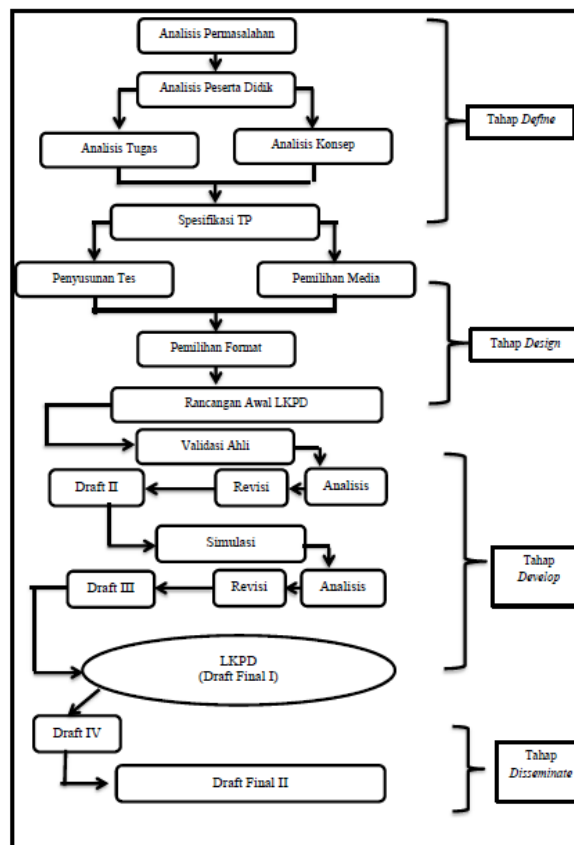 Analisis Permasalahan
Analisis Peserta Didik
Tahap Define
Analisis Tugas
Analisis Konsep
Spesifikasi TP
Penyusunan Tes
Pemilihan Media
Tahap Design
Pemilihan Format
Rancangan Awal LKPD
Validasi Ahli
Draft II
Revisi
Analisis
Simulasi
Tahap
Develop
Draft III
Revisi
Analisis
LKPD
(Draft Final I)
Draft IV
Tahap
Disseminate
Draft Final II